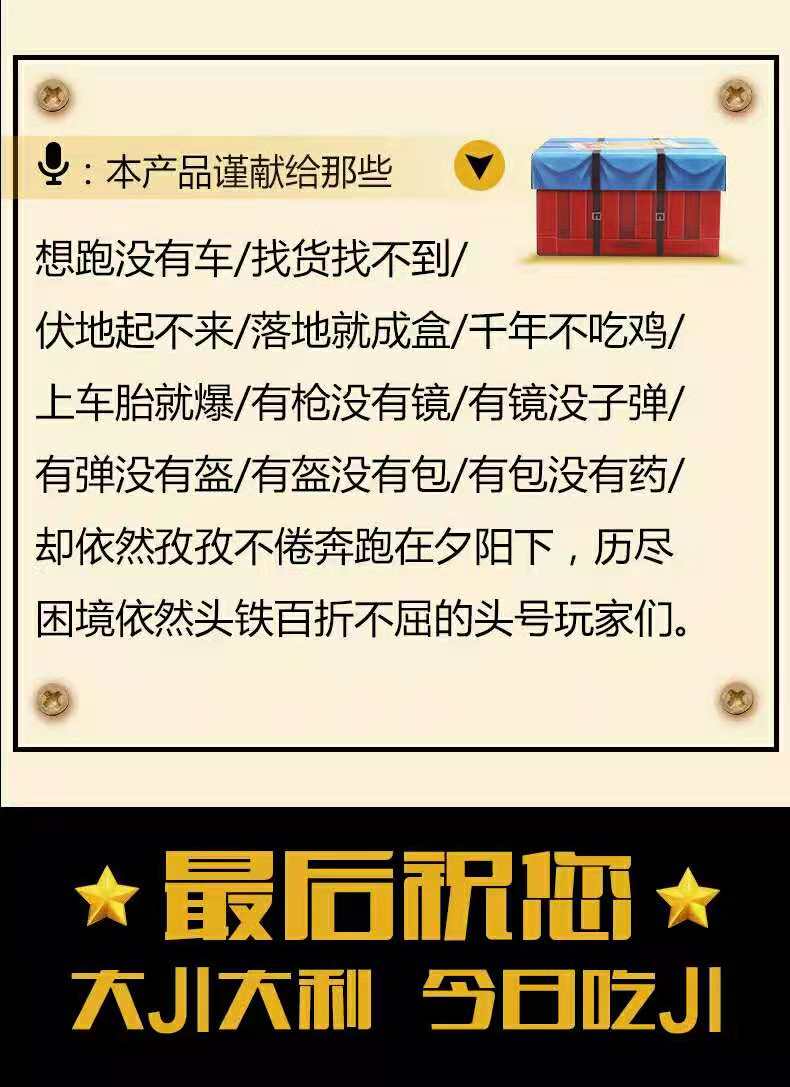 ：本产品谨献给那些
想跑没有车/找货找不到/
伏地起不来/落地就成盒/千年不吃鸡/
上车胎就爆/有枪没有镜/有镜没子弹/
有弹没有盔/有盔没有包/有包没有药/
却依然孜孜不倦奔跑在夕阳下，历尽
困境依然头铁百折不屈的头号玩家们。
最后祝您
大JI大利 今日吃JI